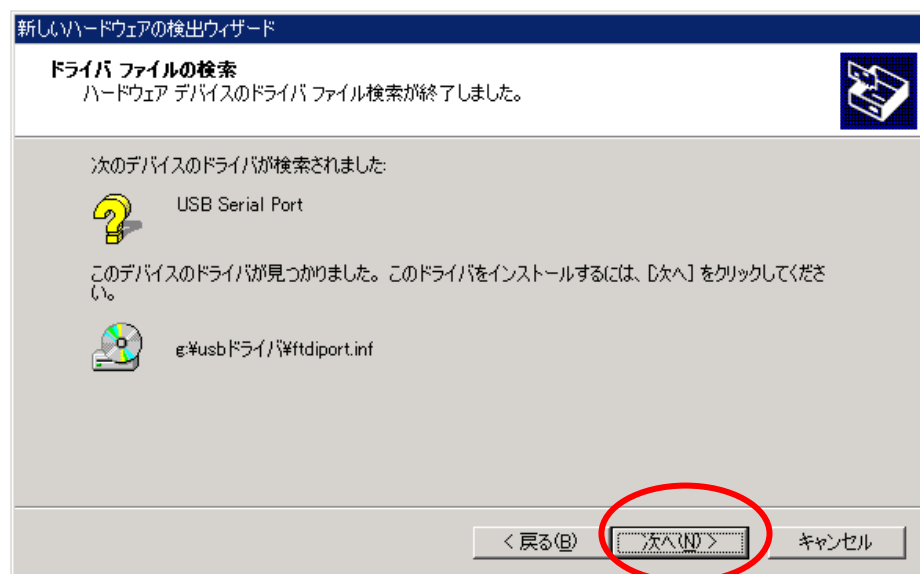 新しいハードウェアの検出ウィザード
ドライバ ファイルの検索
ハードウェア デバイスのドライバ ファイル検索が終了しました。
次のデバイスのドライバが検索されました:
USB Serial Port
このデバイスのドライバが見つかりました。このドライバをインストールするには、[次へ] をクリックしてくださ
い。
g:¥usbドライバ¥ftdiport.inf
< 戻る(B)
次へ(N) >
キャンセル